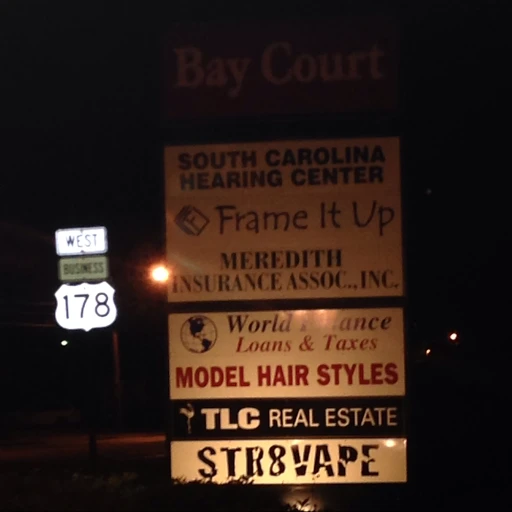 Bay Court
SOUTH CAROLINA
HEARING CENTER
Frame It Up
MEREDITH
INSURANCE ASSOC., INC.
World
Loans & Taxes
MODEL HAIR STYLES
TLC REAL ESTATE
STR8VAPE
WEST
BUSINESS
178